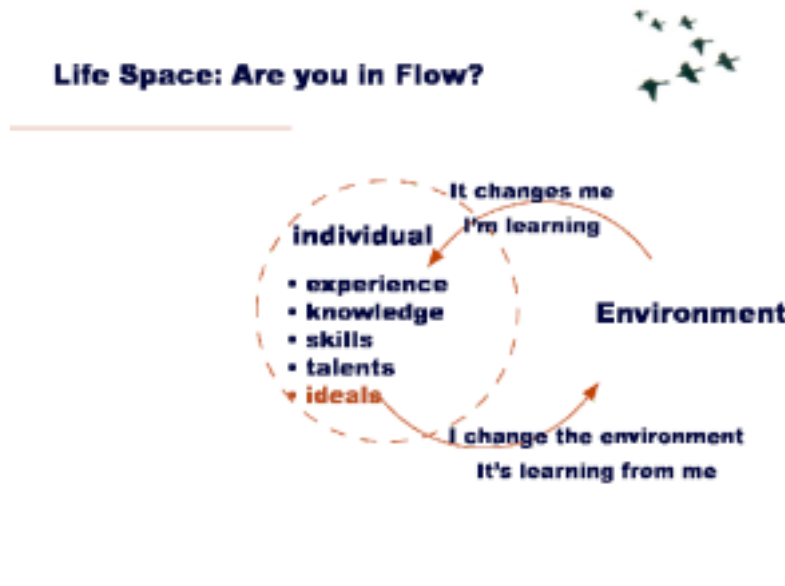 Life Space: Are you in Flow?
It changes me
I'm learning
individual
▪ experience
▪ knowledge
▪ skills
▪ talents
▪ ideals
Environment
I change the environment
It's learning from me